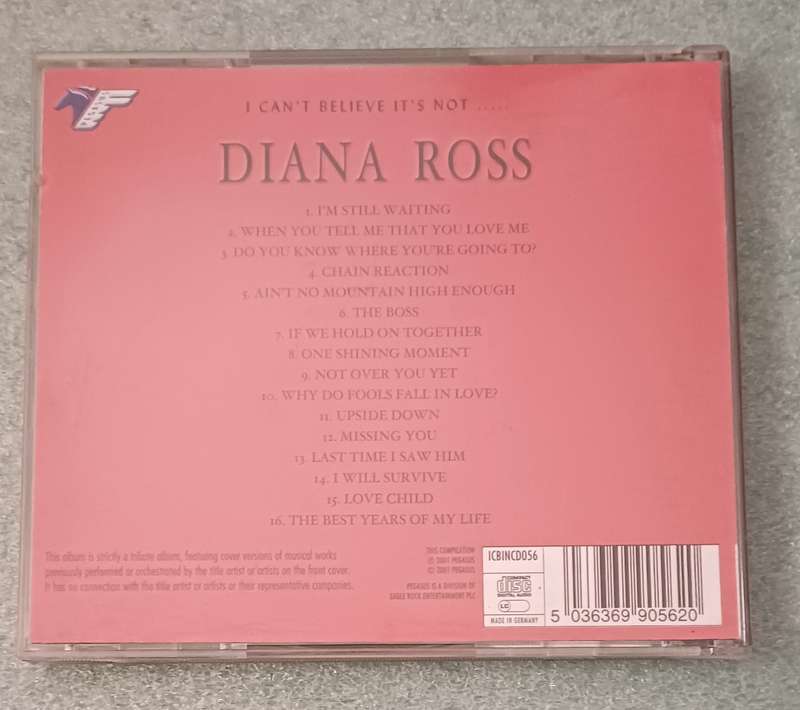 I CAN'T BELIEVE IT'S NOT .....
DIANA ROSS
1. I'M STILL WAITING
2. WHEN YOU TELL ME THAT YOU LOVE ME
3. DO YOU KNOW WHERE YOU'RE GOING TO?
4. CHAIN REACTION
5. AIN'T NO MOUNTAIN HIGH ENOUGH
6. THE BOSS
7. IF WE HOLD ON TOGETHER
8. ONE SHINING MOMENT
9. NOT OVER YOU YET
10. WHY DO FOOLS FALL IN LOVE?
11. UPSIDE DOWN
12. MISSING YOU
13. LAST TIME I SAW HIM
14. I WILL SURVIVE
15. LOVE CHILD
16. THE BEST YEARS OF MY LIFE
This album is strictly a tribute album, featuring cover versions of musical works
previously performed or orchestrated by the title artist or artists on the front cover.
It has no connection with the title artist or artists or their representative companies.
THIS COMPILATION
℗ 2001 PEGASUS
© 2001 PEGASUS
PEGASUS IS A DIVISION OF
EAGLE ROCK ENTERTAINMENT PLC
ICBINCD056
COMPACT
disc
DIGITAL AUDIO
LC
MADE IN GERMANY
5 036369 905620